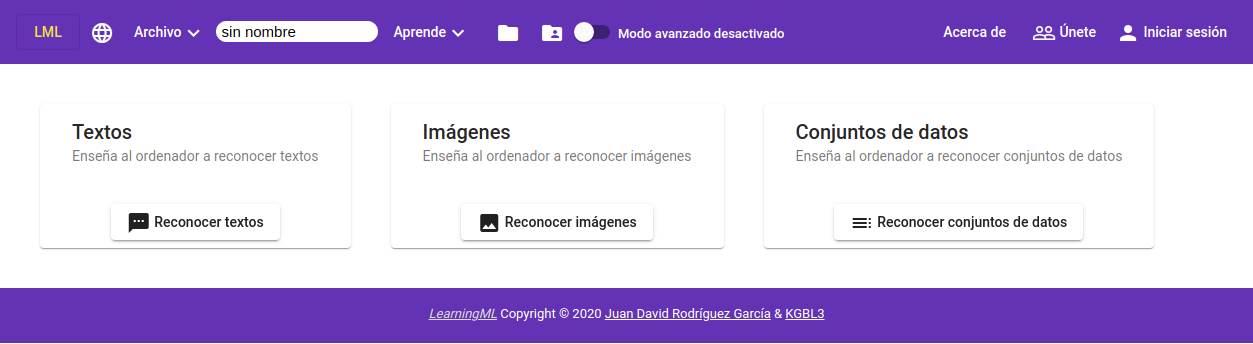 LML Archivo sin nombre Aprende Modo avanzado desactivado Acerca de Únete Iniciar sesión
Textos
Enseña al ordenador a reconocer textos
Reconocer textos
Imágenes
Enseña al ordenador a reconocer imágenes
Reconocer imágenes
Conjuntos de datos
Enseña al ordenador a reconocer conjuntos de datos
Reconocer conjuntos de datos
LearningML Copyright © 2020 Juan David Rodríguez García & KGBL3